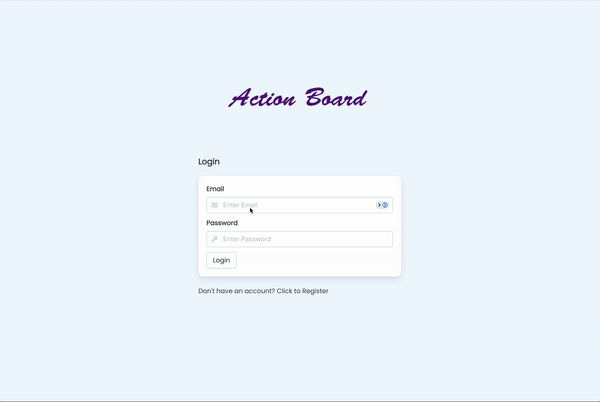 Action Board
Login
Email
Enter Email
Password
Enter Password
Login
Don't have an account? Click to Register